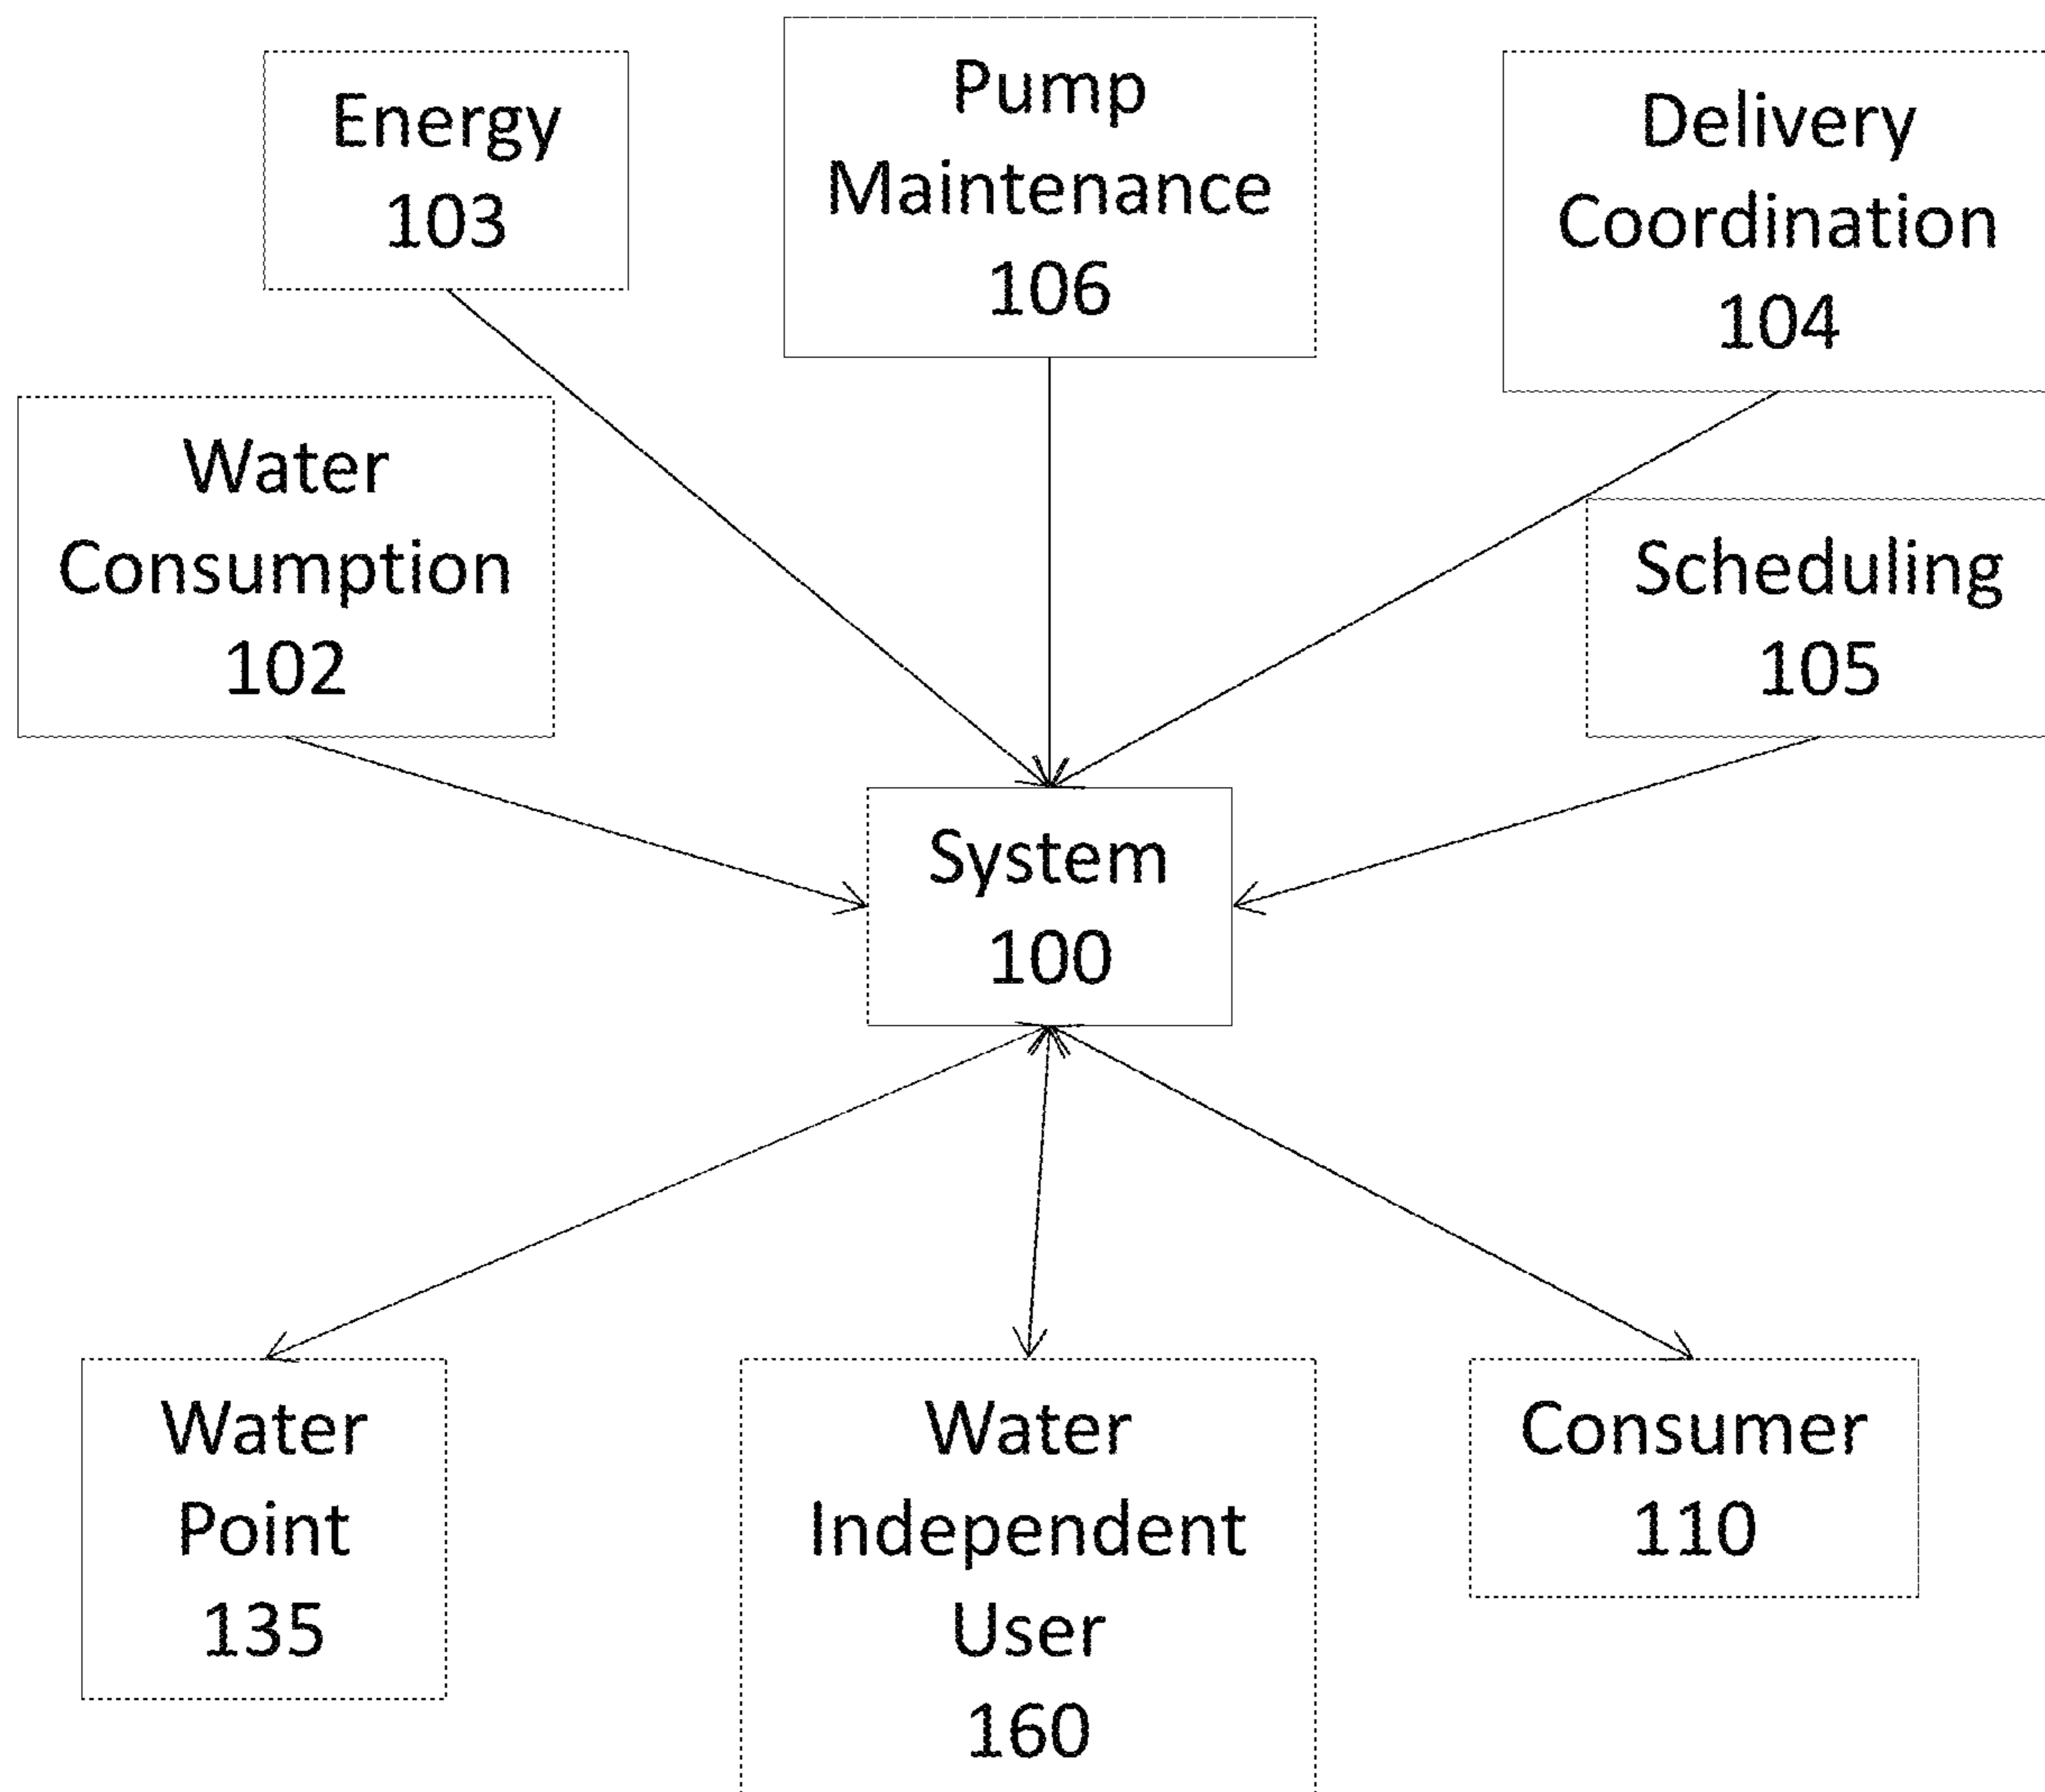 Energy
103
Pump
Maintenance
106
Delivery
Coordination
104
Water
Consumption
102
Scheduling
105
System
100
Water
Point
135
Water
Independent
User
160
Consumer
110